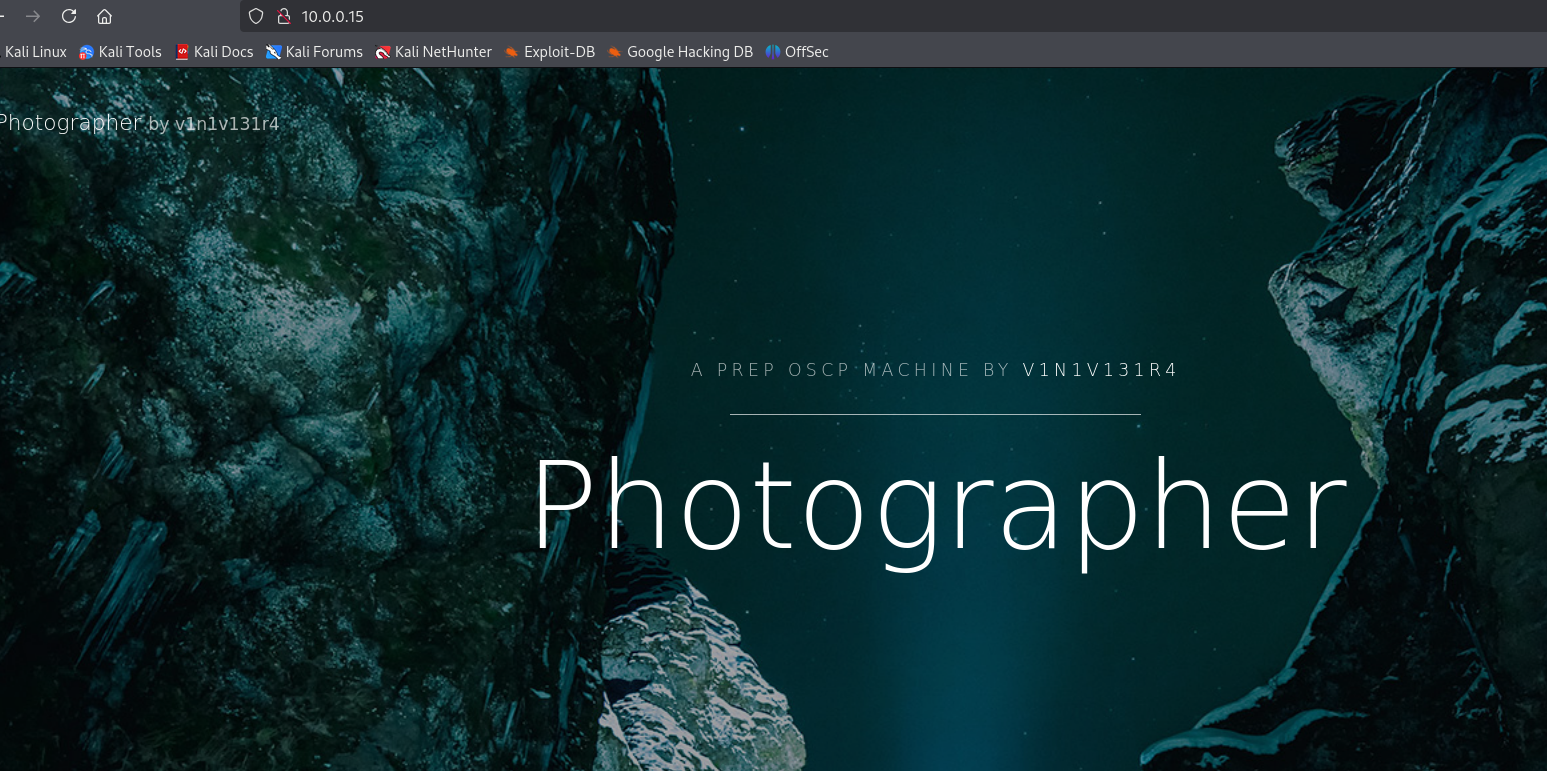 10.0.0.15
Kali Linux Kali Tools Kali Docs Kali Forums Kali NetHunter Exploit-DB Google Hacking DB OffSec
Photographer by v1n1v131r4
A PREP OSCP MACHINE BY V1N1V131R4
Photographer